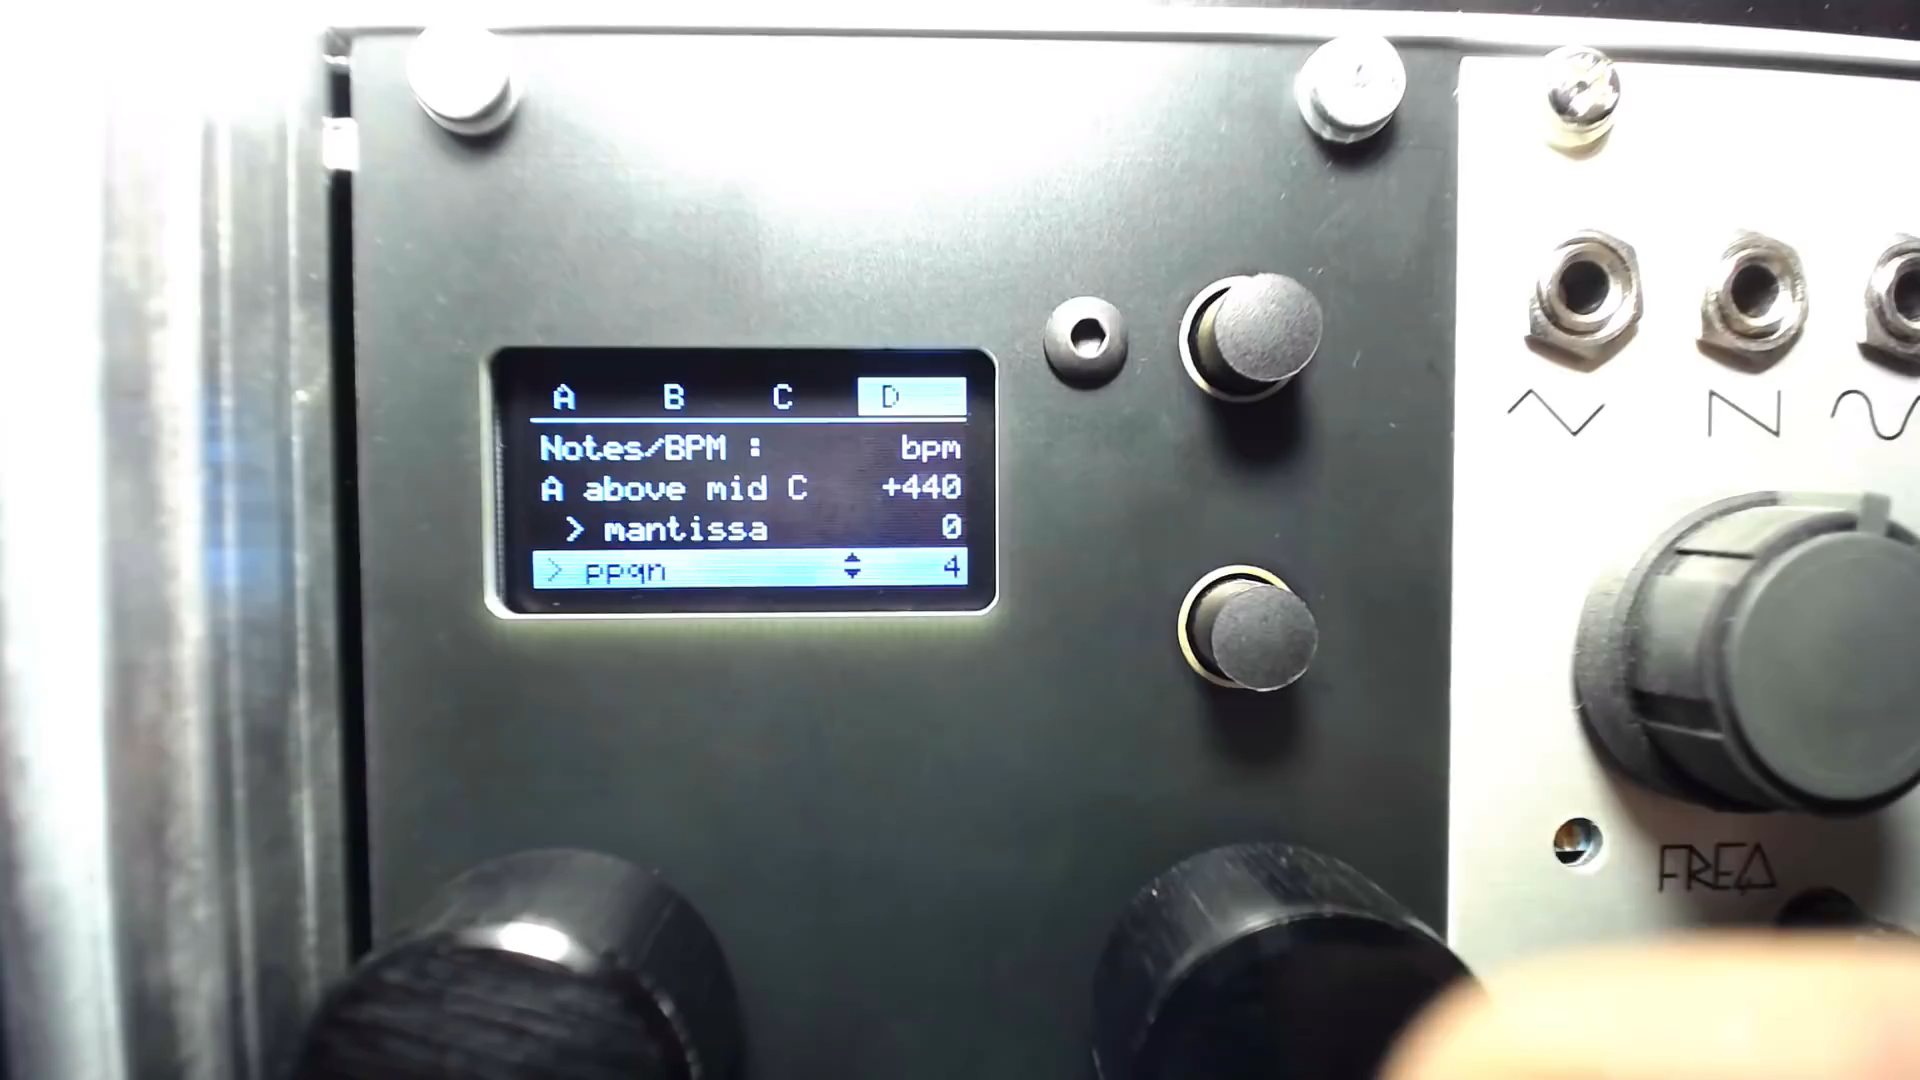 A B C D
Notes/BPM : bpm
A above mid C +440
> mantissa 0
> ppqn 4
FREQ